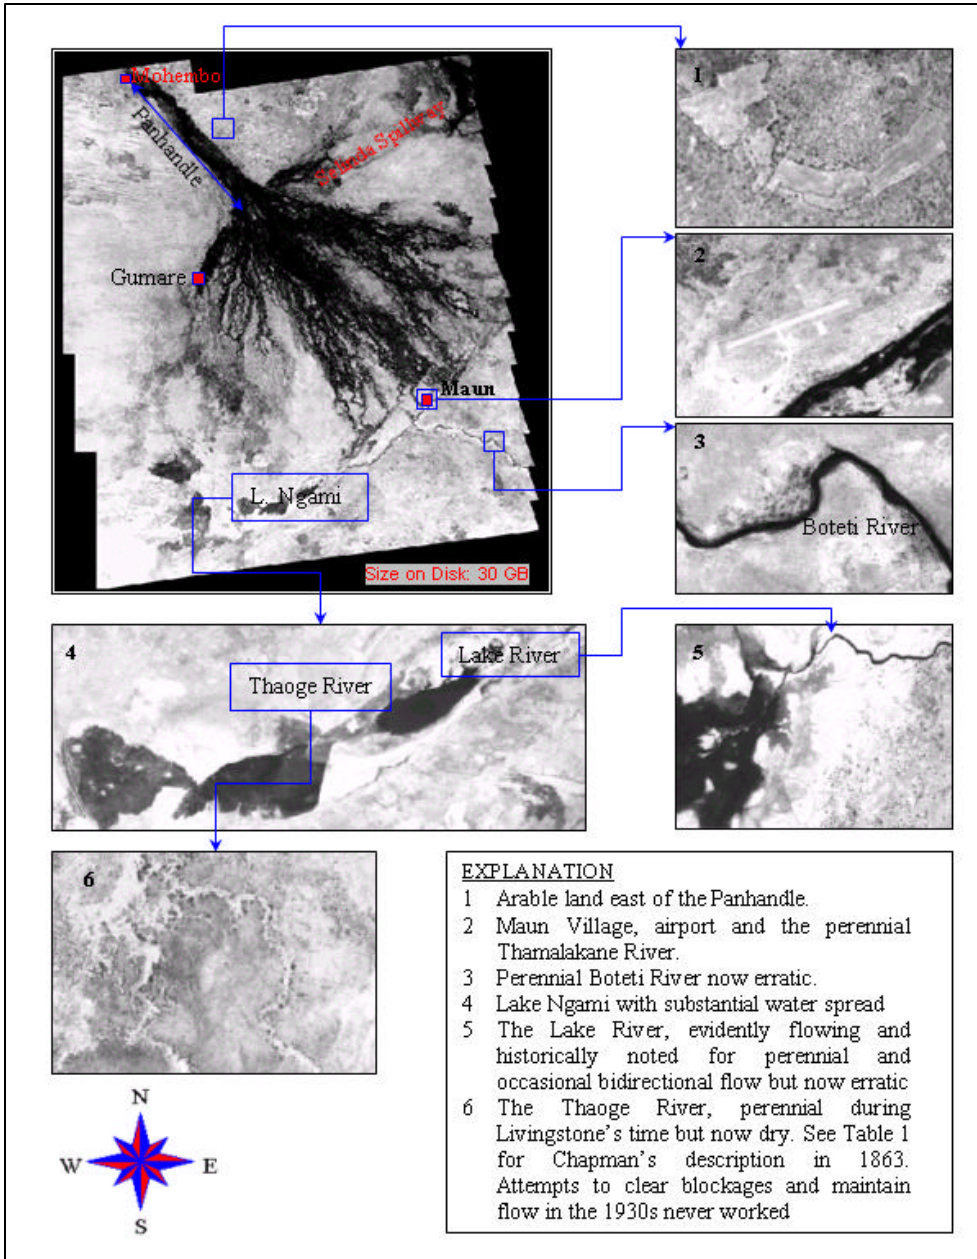 Mohembo
Panhandle
Selinda Spillway
Gumare
Maun
L. Ngami
Size on Disk: 30 GB
1
2
3
Boteti River
4
Thaoge River
Lake River
5
6
N
W
E
S
EXPLANATION
1 Arable land east of the Panhandle.
2 Maun Village, airport and the perennial
Thamalakane River.
3 Perennial Boteti River now erratic.
4 Lake Ngami with substantial water spread
5 The Lake River, evidently flowing and
historically noted for perennial and
occasional bidirectional flow but now erratic
6 The Thaoge River, perennial during
Livingstone's time but now dry. See Table 1
for Chapman's description in 1863.
Attempts to clear blockages and maintain
flow in the 1930s never worked